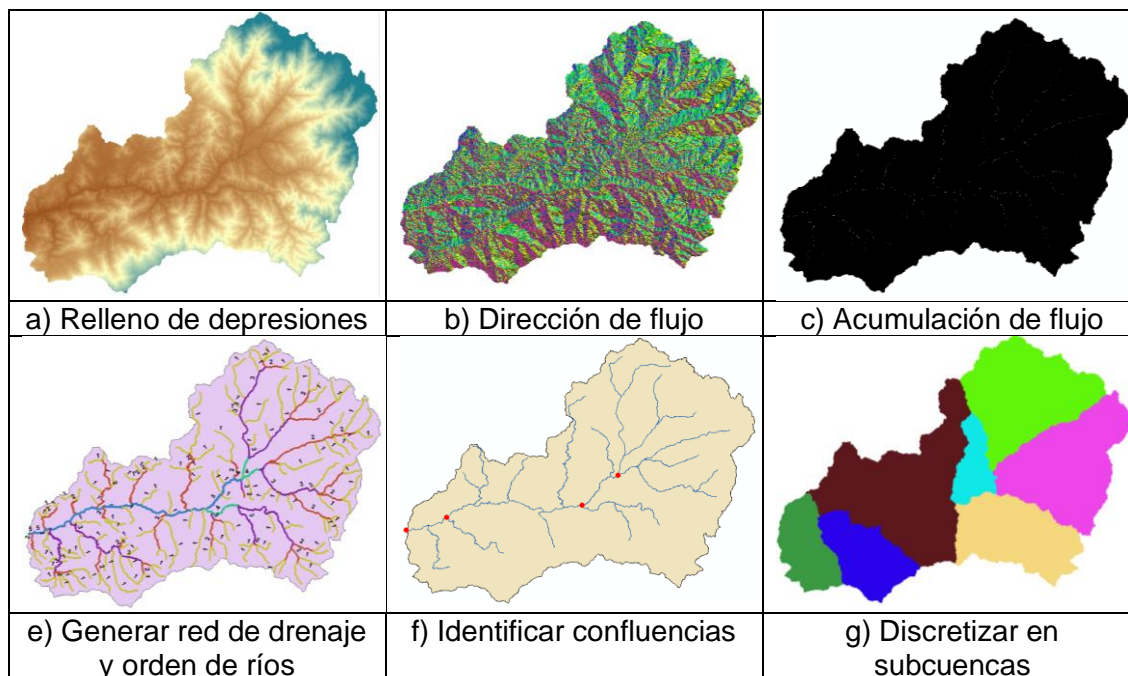 a) Relleno de depresiones
b) Dirección de flujo
c) Acumulación de flujo
e) Generar red de drenaje
y orden de ríos
f) Identificar confluencias
g) Discretizar en
subcuencas